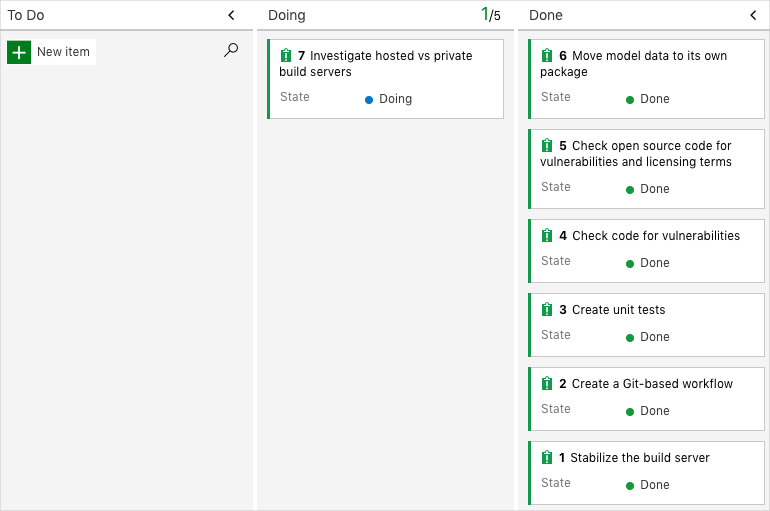 To Do
New item
Doing
1/5
7 Investigate hosted vs private
build servers
State
Doing
Done
6 Move model data to its own
package
State
Done
5 Check open source code for
vulnerabilities and licensing terms
State
Done
4 Check code for vulnerabilities
State
Done
3 Create unit tests
State
Done
2 Create a Git-based workflow
State
Done
1 Stabilize the build server
State
Done